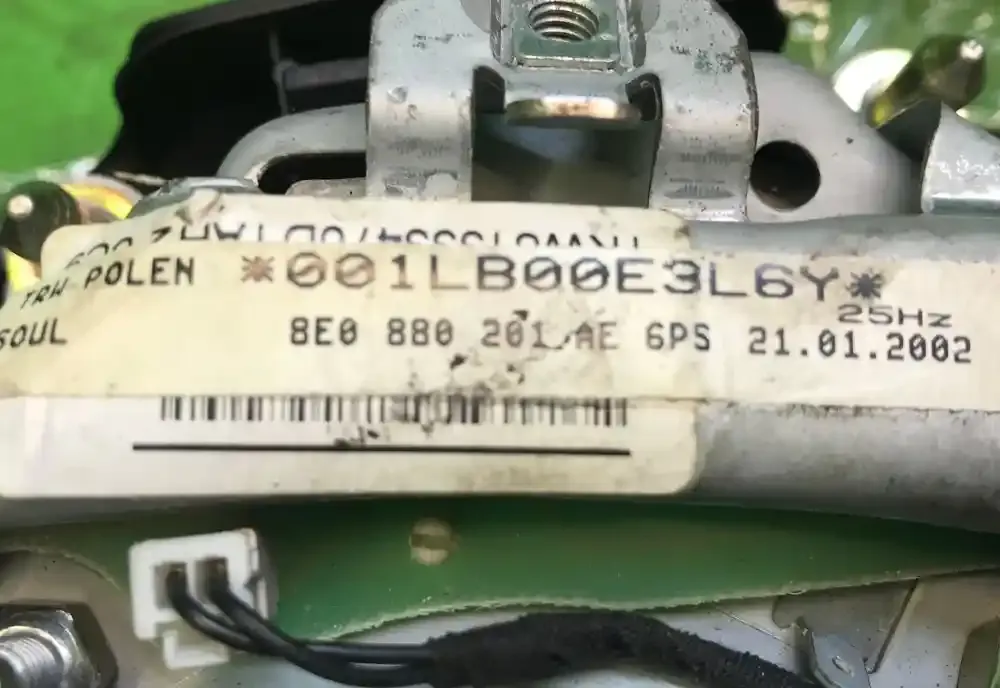 TRW POLEN *001LB00E3L6Y*
25Hz
SOUL 8E0 880 201 AE 6PS 21.01.2002